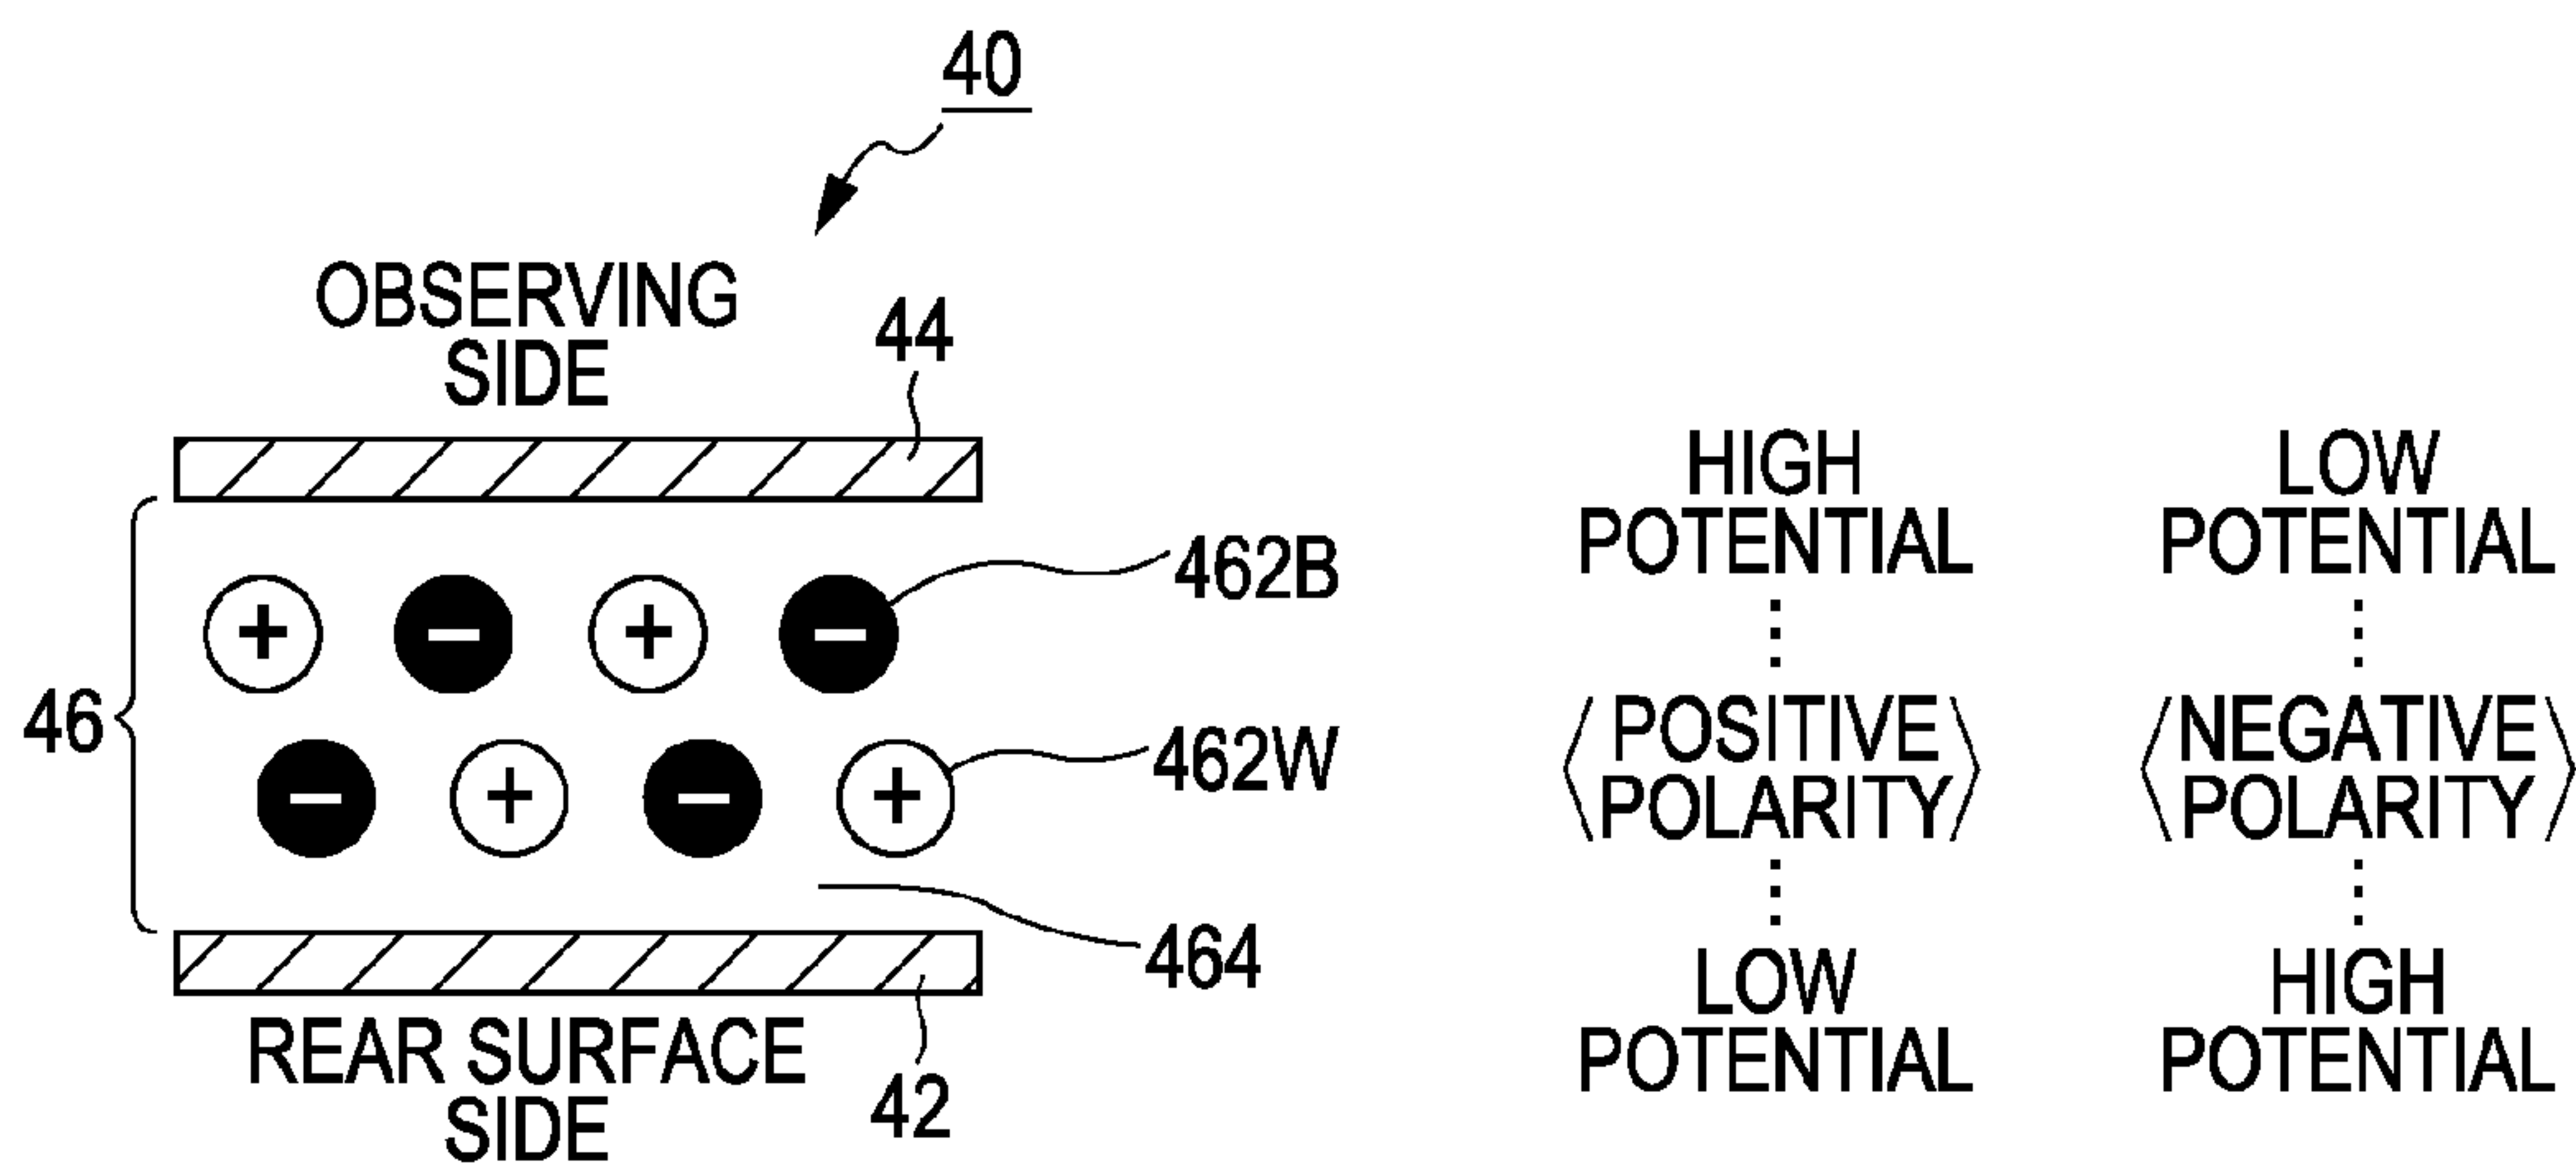 40
OBSERVING
SIDE
44
HIGH
POTENTIAL
LOW
POTENTIAL
+ − + −
462B
46
− + − +
462W
〈POSITIVE
POLARITY〉
〈NEGATIVE
POLARITY〉
464
LOW
POTENTIAL
HIGH
POTENTIAL
REAR SURFACE
SIDE
42